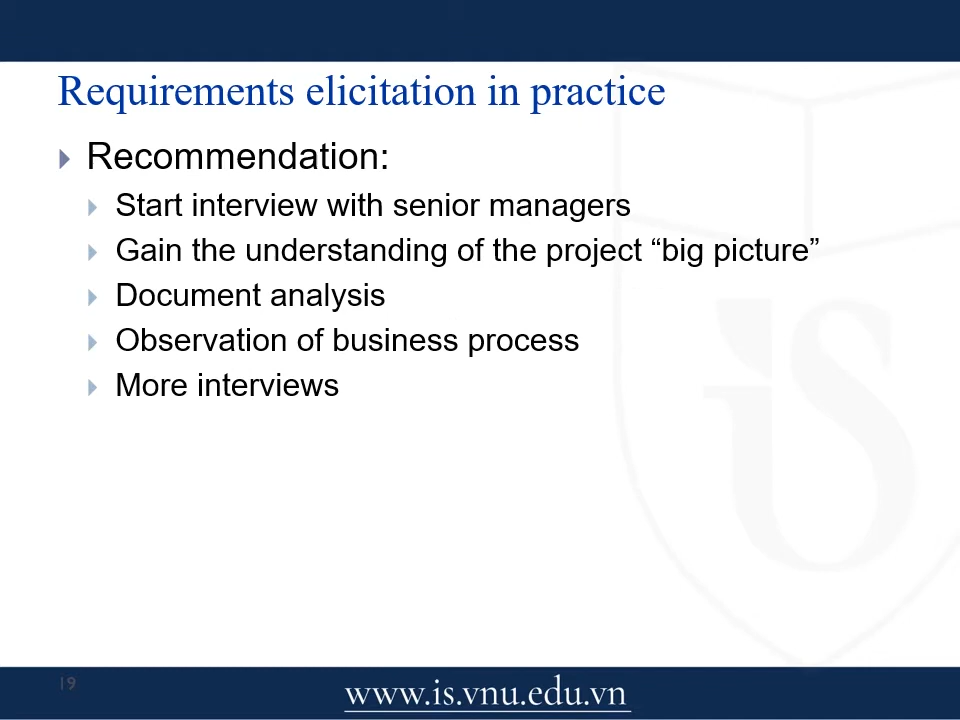 Requirements elicitation in practice
Recommendation:
Start interview with senior managers
Gain the understanding of the project “big picture”
Document analysis
Observation of business process
More interviews
iS
19
www.is.vnu.edu.vn